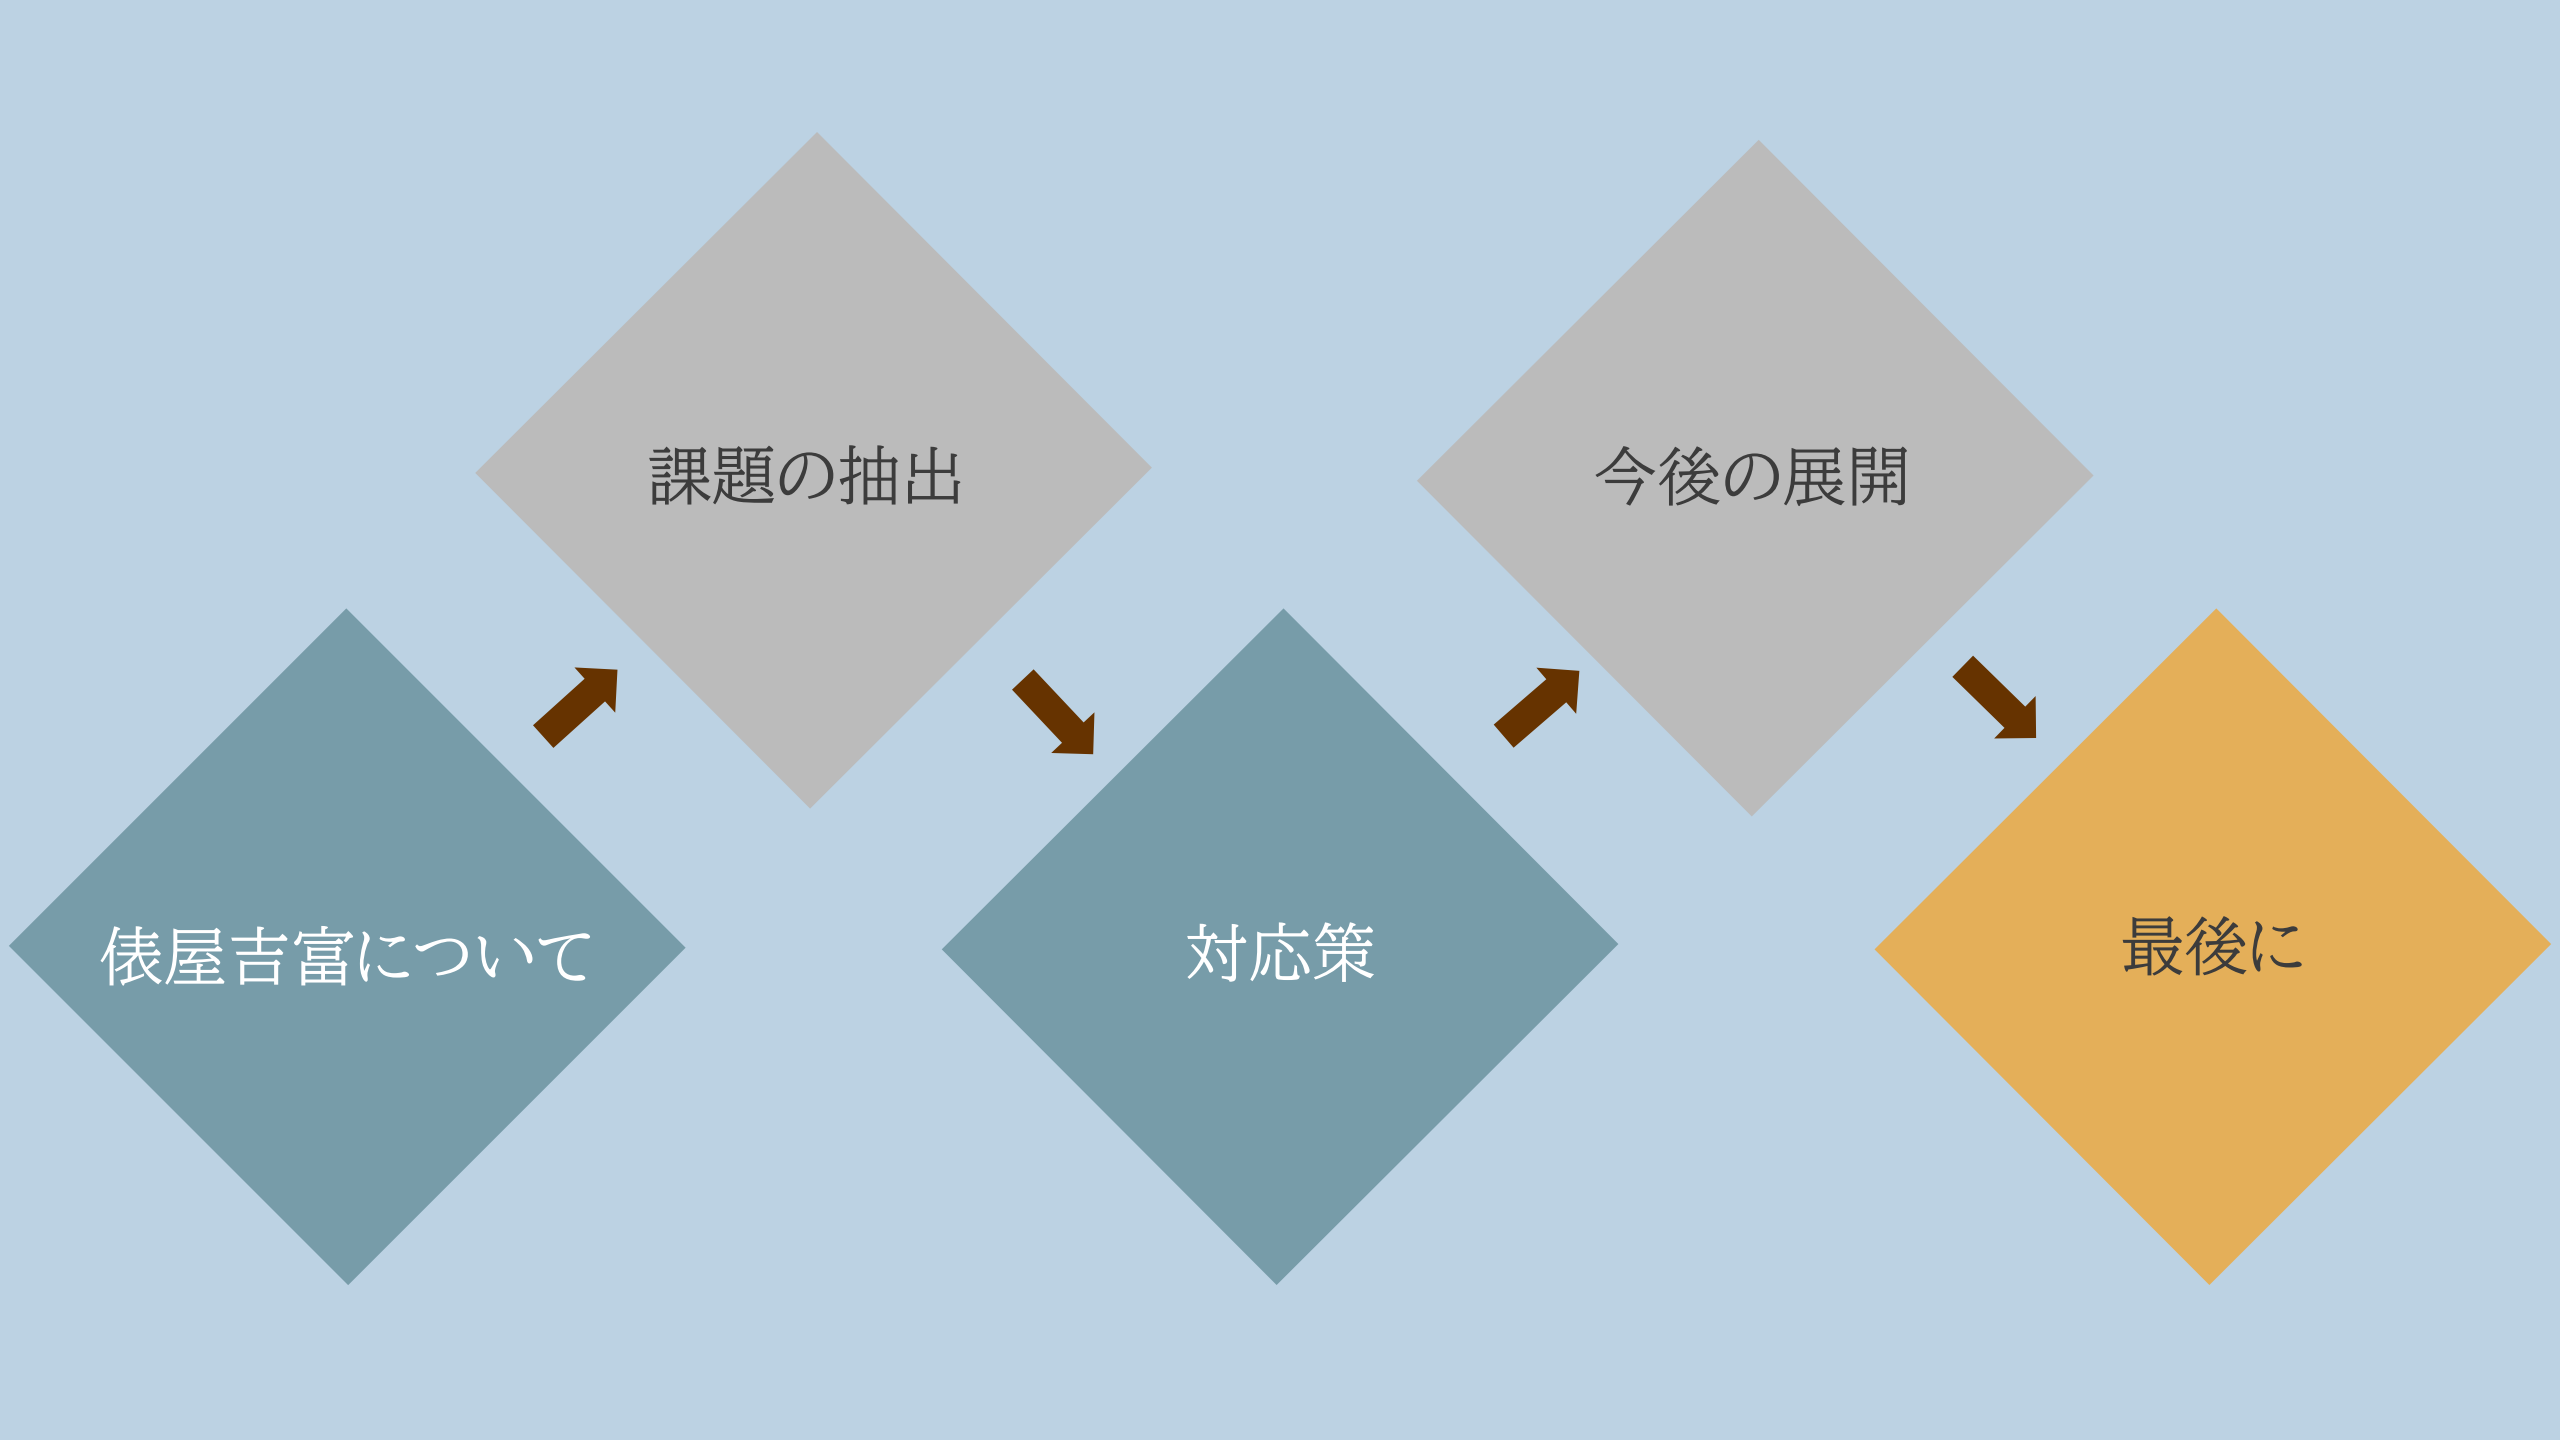 俵屋吉富について
課題の抽出
対応策
今後の展開
最後に